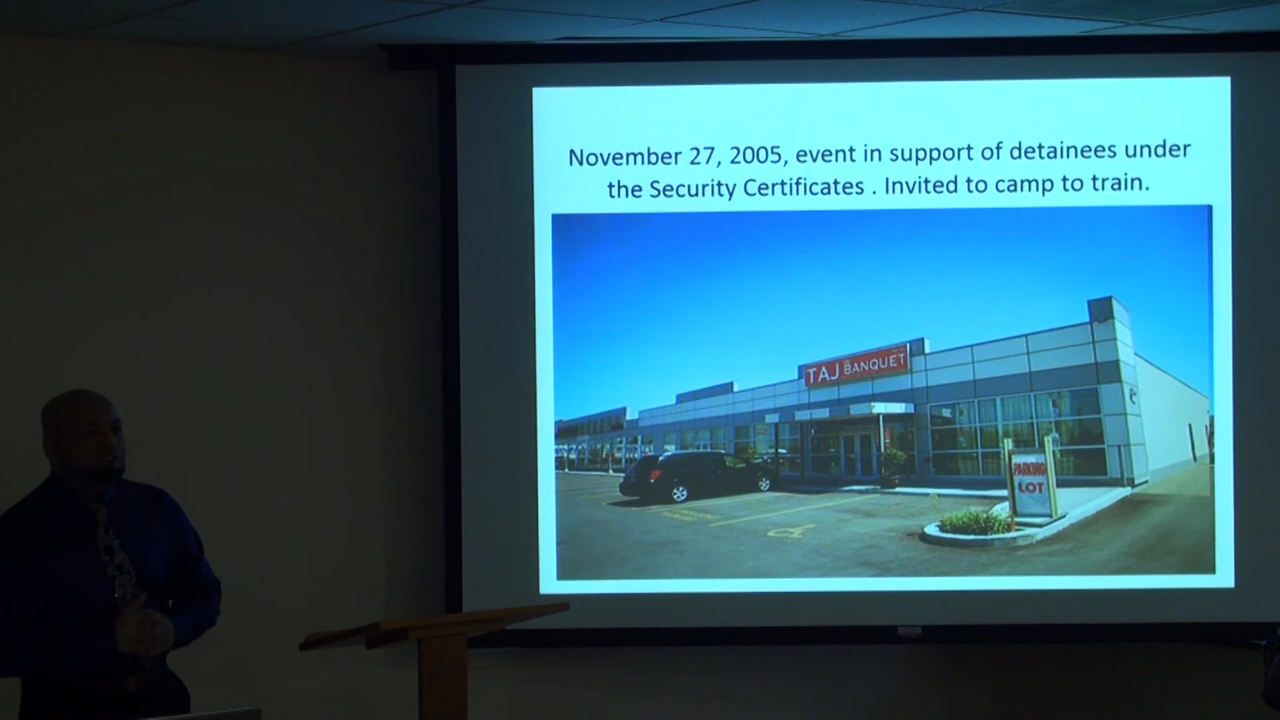 November 27, 2005, event in support of detainees under
the Security Certificates . Invited to camp to train.
TAJ BANQUET
PARKING
LOT